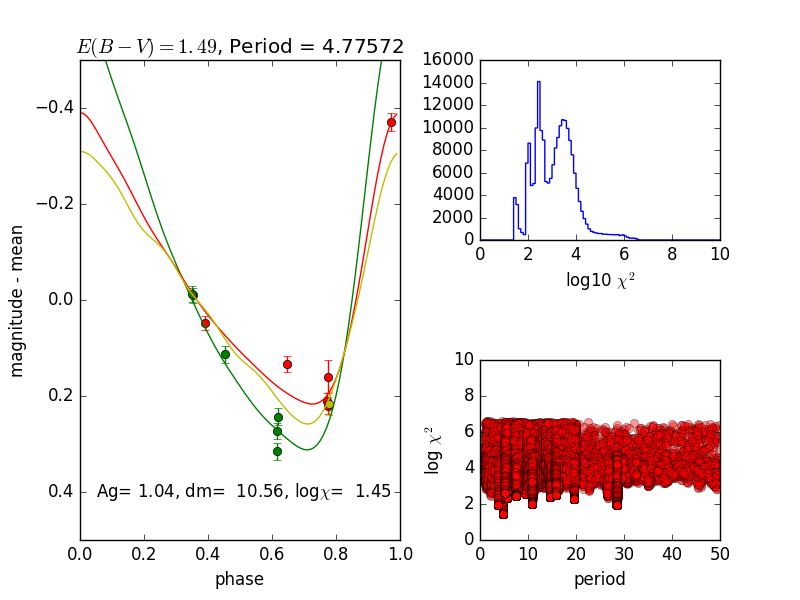 E(B − V) = 1.49, Period = 4.77572
−0.4
−0.2
0.0
0.2
0.4
magnitude - mean
Ag= 1.04, dm= 10.56, logχ= 1.45
0.0 0.2 0.4 0.6 0.8 1.0
phase
16000
14000
12000
10000
8000
6000
4000
2000
0
0 2 4 6 8 10
log10 χ²
10
8
6
4
2
0
log χ²
0 10 20 30 40 50
period